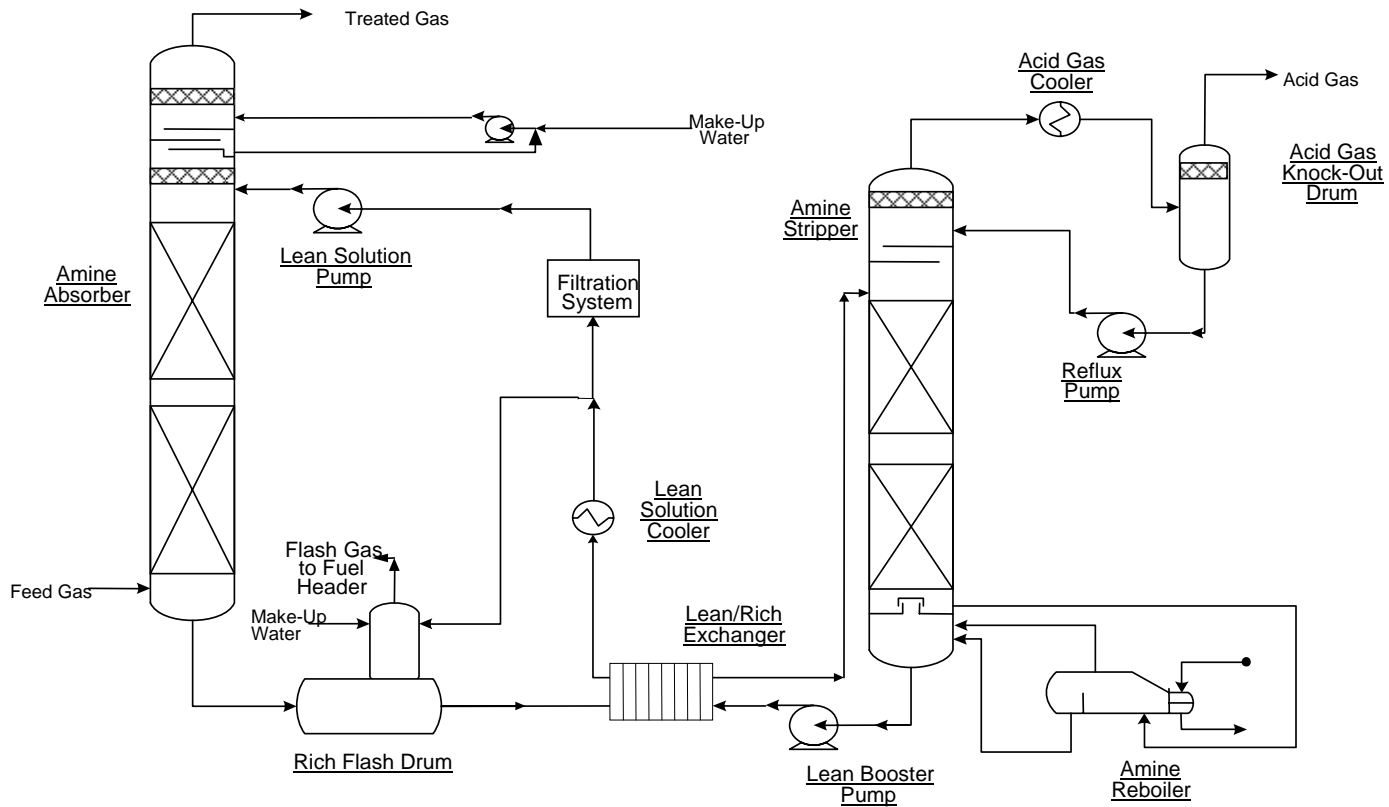 Treated Gas
Acid Gas
Cooler
Acid Gas
Make-Up
Water
Acid Gas
Knock-Out
Drum
Amine
Stripper
Lean Solution
Pump
Amine
Absorber
Filtration
System
Reflux
Pump
Lean
Solution
Cooler
Flash Gas
to Fuel
Header
Feed Gas
Make-Up
Water
Lean/Rich
Exchanger
Rich Flash Drum
Lean Booster
Pump
Amine
Reboiler